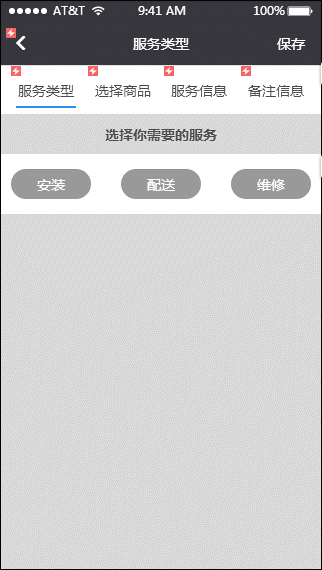 AT&T 9:41 AM 100%
服务类型 保存
服务类型 选择商品 服务信息 备注信息
选择你需要的服务
安装 配送 维修